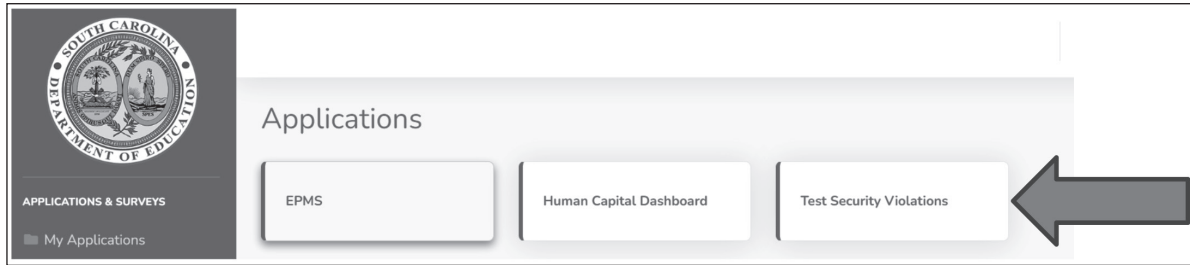 SOUTH CAROLINA
DEPARTMENT OF EDUCATION
APPLICATIONS & SURVEYS
My Applications
Applications
EPMS
Human Capital Dashboard
Test Security Violations